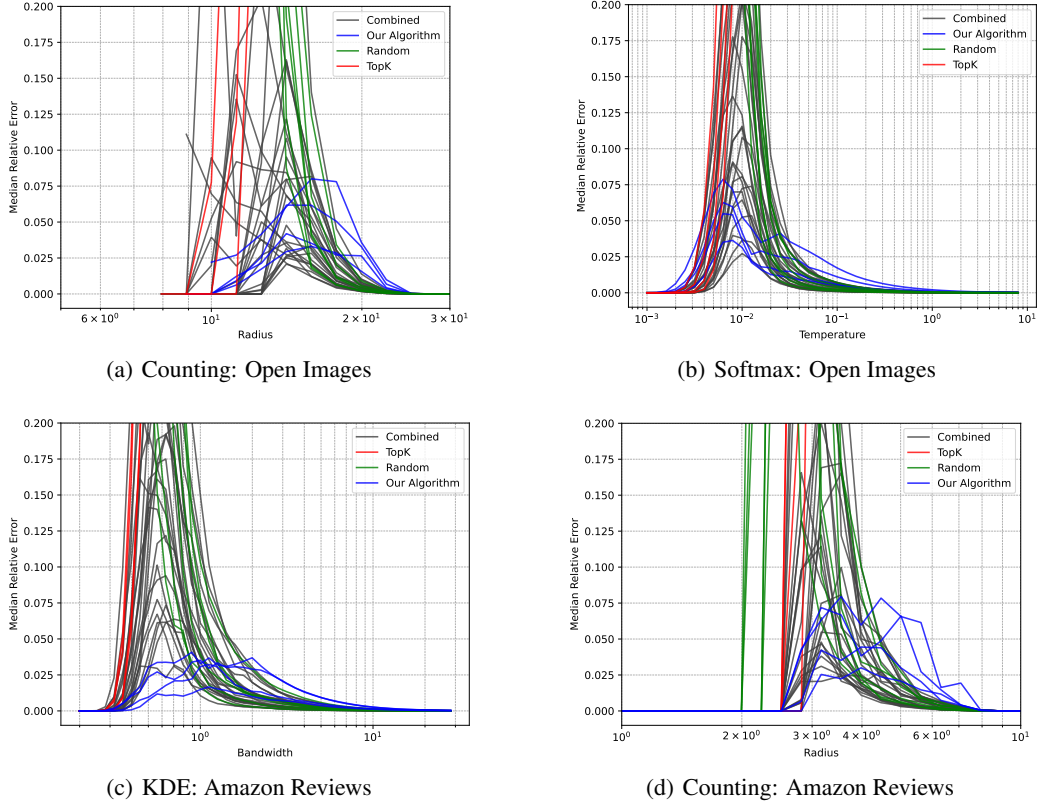 0.200
0.175
0.150
0.125
0.100
0.075
0.050
0.025
0.000
Median Relative Error
Combined
Our Algorithm
Random
TopK
6 × 10⁰
10¹
2 × 10¹
3 × 10¹
Radius
(a) Counting: Open Images
0.200
0.175
0.150
0.125
0.100
0.075
0.050
0.025
0.000
Median Relative Error
Combined
Our Algorithm
Random
TopK
10⁻³
10⁻²
10⁻¹
10⁰
10¹
Temperature
(b) Softmax: Open Images
0.200
0.175
0.150
0.125
0.100
0.075
0.050
0.025
0.000
Median Relative Error
Combined
TopK
Random
Our Algorithm
10⁰
10¹
Bandwidth
(c) KDE: Amazon Reviews
0.200
0.175
0.150
0.125
0.100
0.075
0.050
0.025
0.000
Median Relative Error
Combined
TopK
Random
Our Algorithm
10⁰
2 × 10⁰
3 × 10⁰
4 × 10⁰
6 × 10⁰
10¹
Radius
(d) Counting: Amazon Reviews